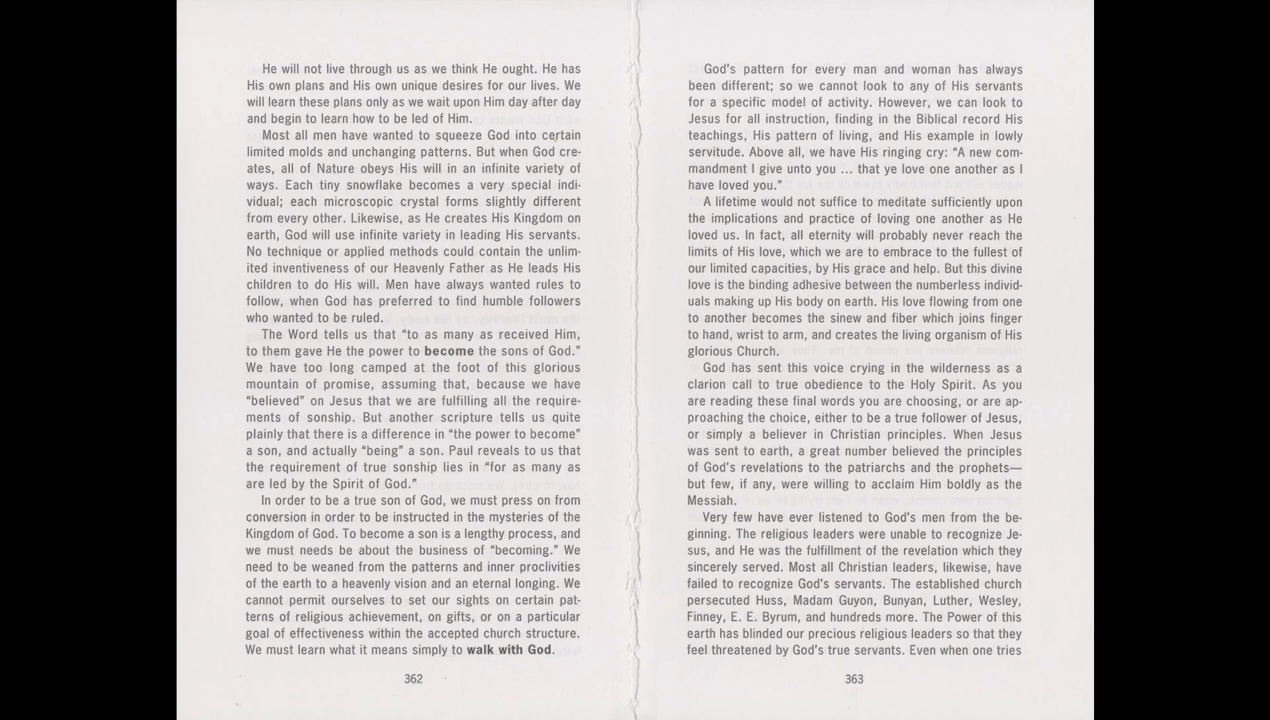 He will not live through us as we think He ought. He has
His own plans and His own unique desires for our lives. We
will learn these plans only as we wait upon Him day after day
and begin to learn how to be led of Him.
Most all men have wanted to squeeze God into certain
limited molds and unchanging patterns. But when God cre-
ates, all of Nature obeys His will in an infinite variety of
ways. Each tiny snowflake becomes a very special indi-
vidual; each microscopic crystal forms slightly different
from every other. Likewise, as He creates His Kingdom on
earth, God will use infinite variety in leading His servants.
No technique or applied methods could contain the unlim-
ited inventiveness of our Heavenly Father as He leads His
children to do His will. Men have always wanted rules to
follow, when God has preferred to find humble followers
who wanted to be ruled.
The Word tells us that “to as many as received Him,
to them gave He the power to become the sons of God.”
We have too long camped at the foot of this glorious
mountain of promise, assuming that, because we have
“believed” on Jesus that we are fulfilling all the require-
ments of sonship. But another scripture tells us quite
plainly that there is a difference in “the power to become”
a son, and actually “being” a son. Paul reveals to us that
the requirement of true sonship lies in “for as many as
are led by the Spirit of God.”
In order to be a true son of God, we must press on from
conversion in order to be instructed in the mysteries of the
Kingdom of God. To become a son is a lengthy process, and
we must needs be about the business of “becoming.” We
need to be weaned from the patterns and inner proclivities
of the earth to a heavenly vision and an eternal longing. We
cannot permit ourselves to set our sights on certain pat-
terns of religious achievement, on gifts, or on a particular
goal of effectiveness within the accepted church structure.
We must learn what it means simply to walk with God.
362
God’s pattern for every man and woman has always
been different; so we cannot look to any of His servants
for a specific model of activity. However, we can look to
Jesus for all instruction, finding in the Biblical record His
teachings, His pattern of living, and His example in lowly
servitude. Above all, we have His ringing cry: “A new com-
mandment I give unto you ... that ye love one another as I
have loved you.”
A lifetime would not suffice to meditate sufficiently upon
the implications and practice of loving one another as He
loved us. In fact, all eternity will probably never reach the
limits of His love, which we are to embrace to the fullest of
our limited capacities, by His grace and help. But this divine
love is the binding adhesive between the numberless individ-
uals making up His body on earth. His love flowing from one
to another becomes the sinew and fiber which joins finger
to hand, wrist to arm, and creates the living organism of His
glorious Church.
God has sent this voice crying in the wilderness as a
clarion call to true obedience to the Holy Spirit. As you
are reading these final words you are choosing, or are ap-
proaching the choice, either to be a true follower of Jesus,
or simply a believer in Christian principles. When Jesus
was sent to earth, a great number believed the principles
of God’s revelations to the patriarchs and the prophets—
but few, if any, were willing to acclaim Him boldly as the
Messiah.
Very few have ever listened to God’s men from the be-
ginning. The religious leaders were unable to recognize Je-
sus, and He was the fulfillment of the revelation which they
sincerely served. Most all Christian leaders, likewise, have
failed to recognize God’s servants. The established church
persecuted Huss, Madam Guyon, Bunyan, Luther, Wesley,
Finney, E. E. Byrum, and hundreds more. The Power of this
earth has blinded our precious religious leaders so that they
feel threatened by God’s true servants. Even when one tries
363